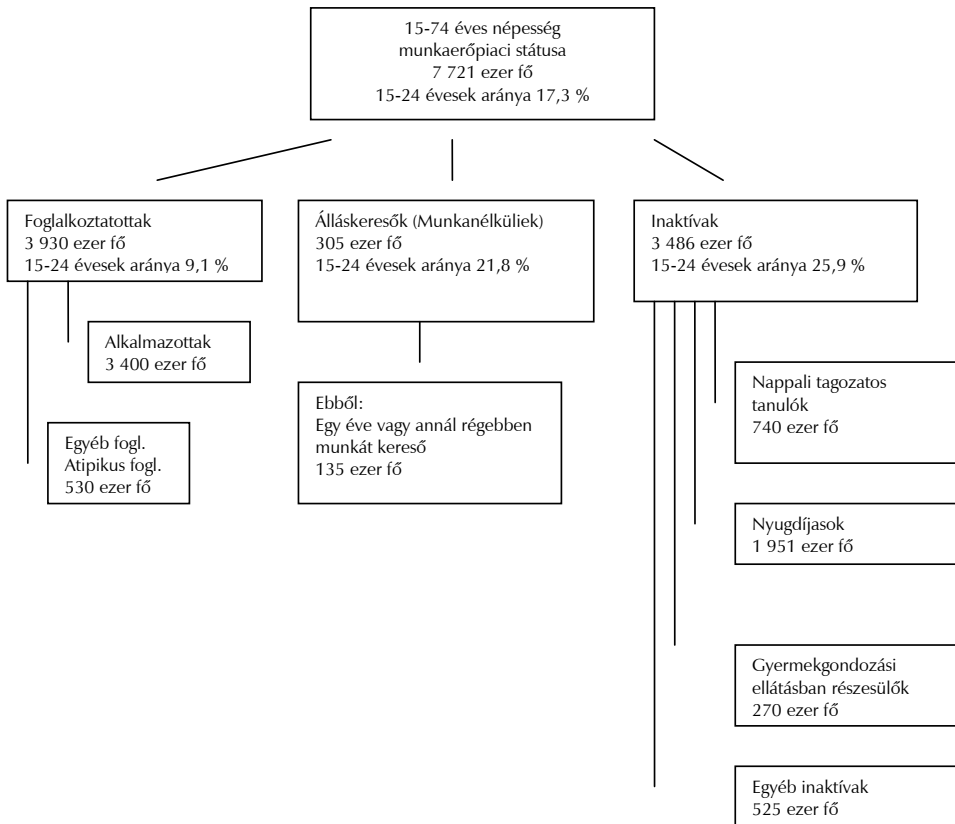 15-74 éves népesség
munkaerőpiaci státusa
7 721 ezer fő
15-24 évesek aránya 17,3 %
Foglalkoztatottak
3 930 ezer fő
15-24 évesek aránya 9,1 %
Álláskeresők (Munkanélküliek)
305 ezer fő
15-24 évesek aránya 21,8 %
Inaktívak
3 486 ezer fő
15-24 évesek aránya 25,9 %
Alkalmazottak
3 400 ezer fő
Egyéb fogl.
Atipikus fogl.
530 ezer fő
Ebből:
Egy éve vagy annál régebben
munkát kereső
135 ezer fő
Nappali tagozatos
tanulók
740 ezer fő
Nyugdíjasok
1 951 ezer fő
Gyermekgondozási
ellátásban részesülők
270 ezer fő
Egyéb inaktívak
525 ezer fő